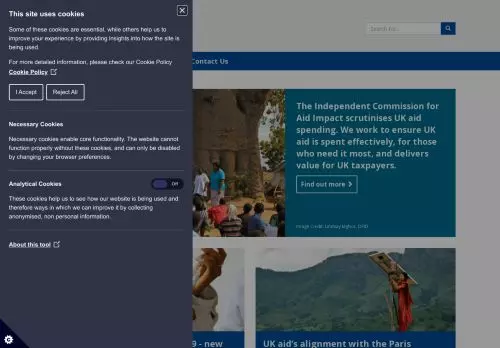 This site uses cookies
Some of these cookies are essential, while others help us to
improve your experience by providing insights into how the site is
being used.
For more detailed information, please check our Cookie Policy
Cookie Policy
I Accept
Reject All
Necessary Cookies
Necessary cookies enable core functionality. The website cannot
function properly without these cookies, and can only be disabled
by changing your browser preferences.
Analytical Cookies
Off
These cookies help us to see how our website is being used and
therefore ways in which we can improve it by collecting
anonymised, non personal information.
About this tool
Search for...
Contact Us
The Independent Commission for
Aid Impact scrutinises UK aid
spending. We work to ensure UK
aid is spent effectively, for those
who need it most, and delivers
value for UK taxpayers.
Find out more
Image credit: Lindsay Mgbor, DFID
9 - new
UK aid's alignment with the Paris